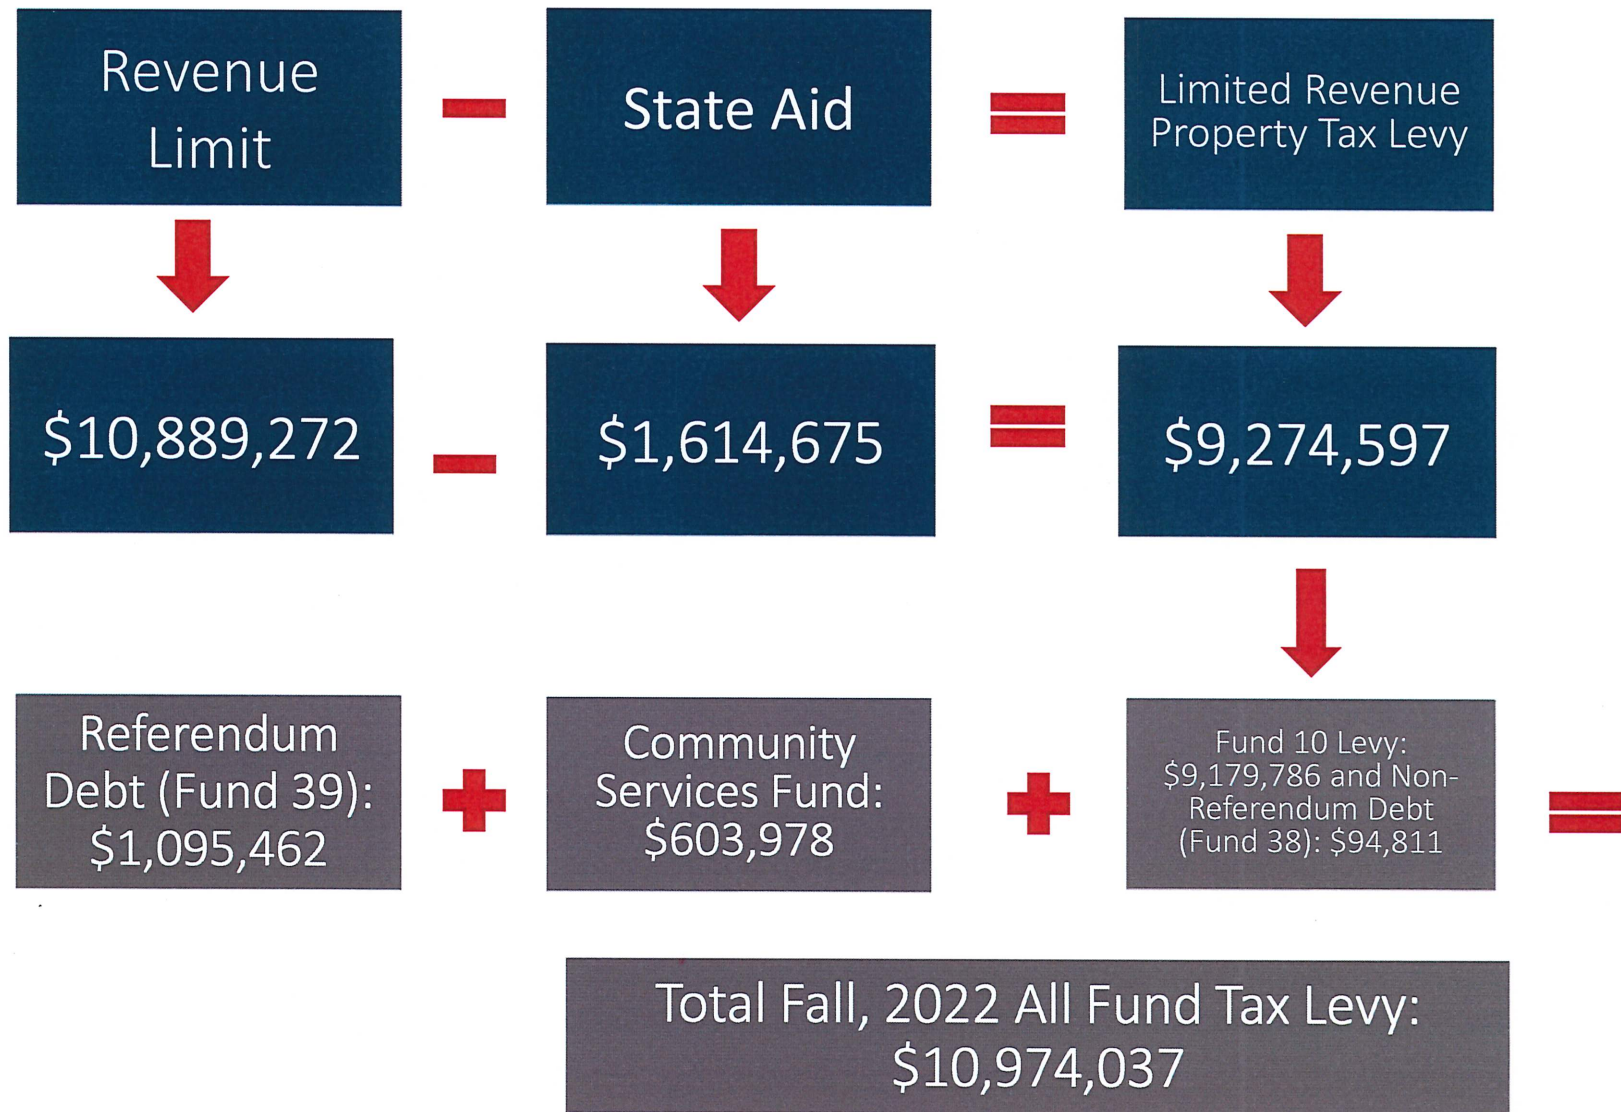 Revenue
Limit
State Aid
Limited Revenue
Property Tax Levy
$10,889,272
$1,614,675
$9,274,597
Referendum
Debt (Fund 39):
$1,095,462
Community
Services Fund:
$603,978
Fund 10 Levy:
$9,179,786 and Non-
Referendum Debt
(Fund 38): $94,811
Total Fall, 2022 All Fund Tax Levy:
$10,974,037